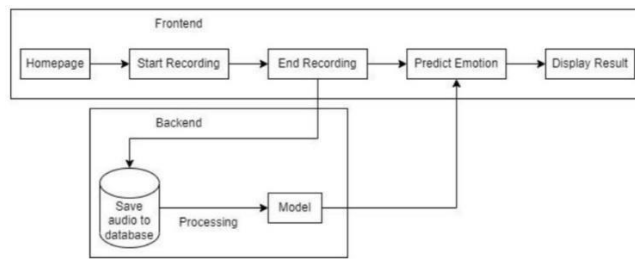 Frontend
Homepage
Start Recording
End Recording
Predict Emotion
Display Result
Backend
Save
audio to
database
Processing
Model